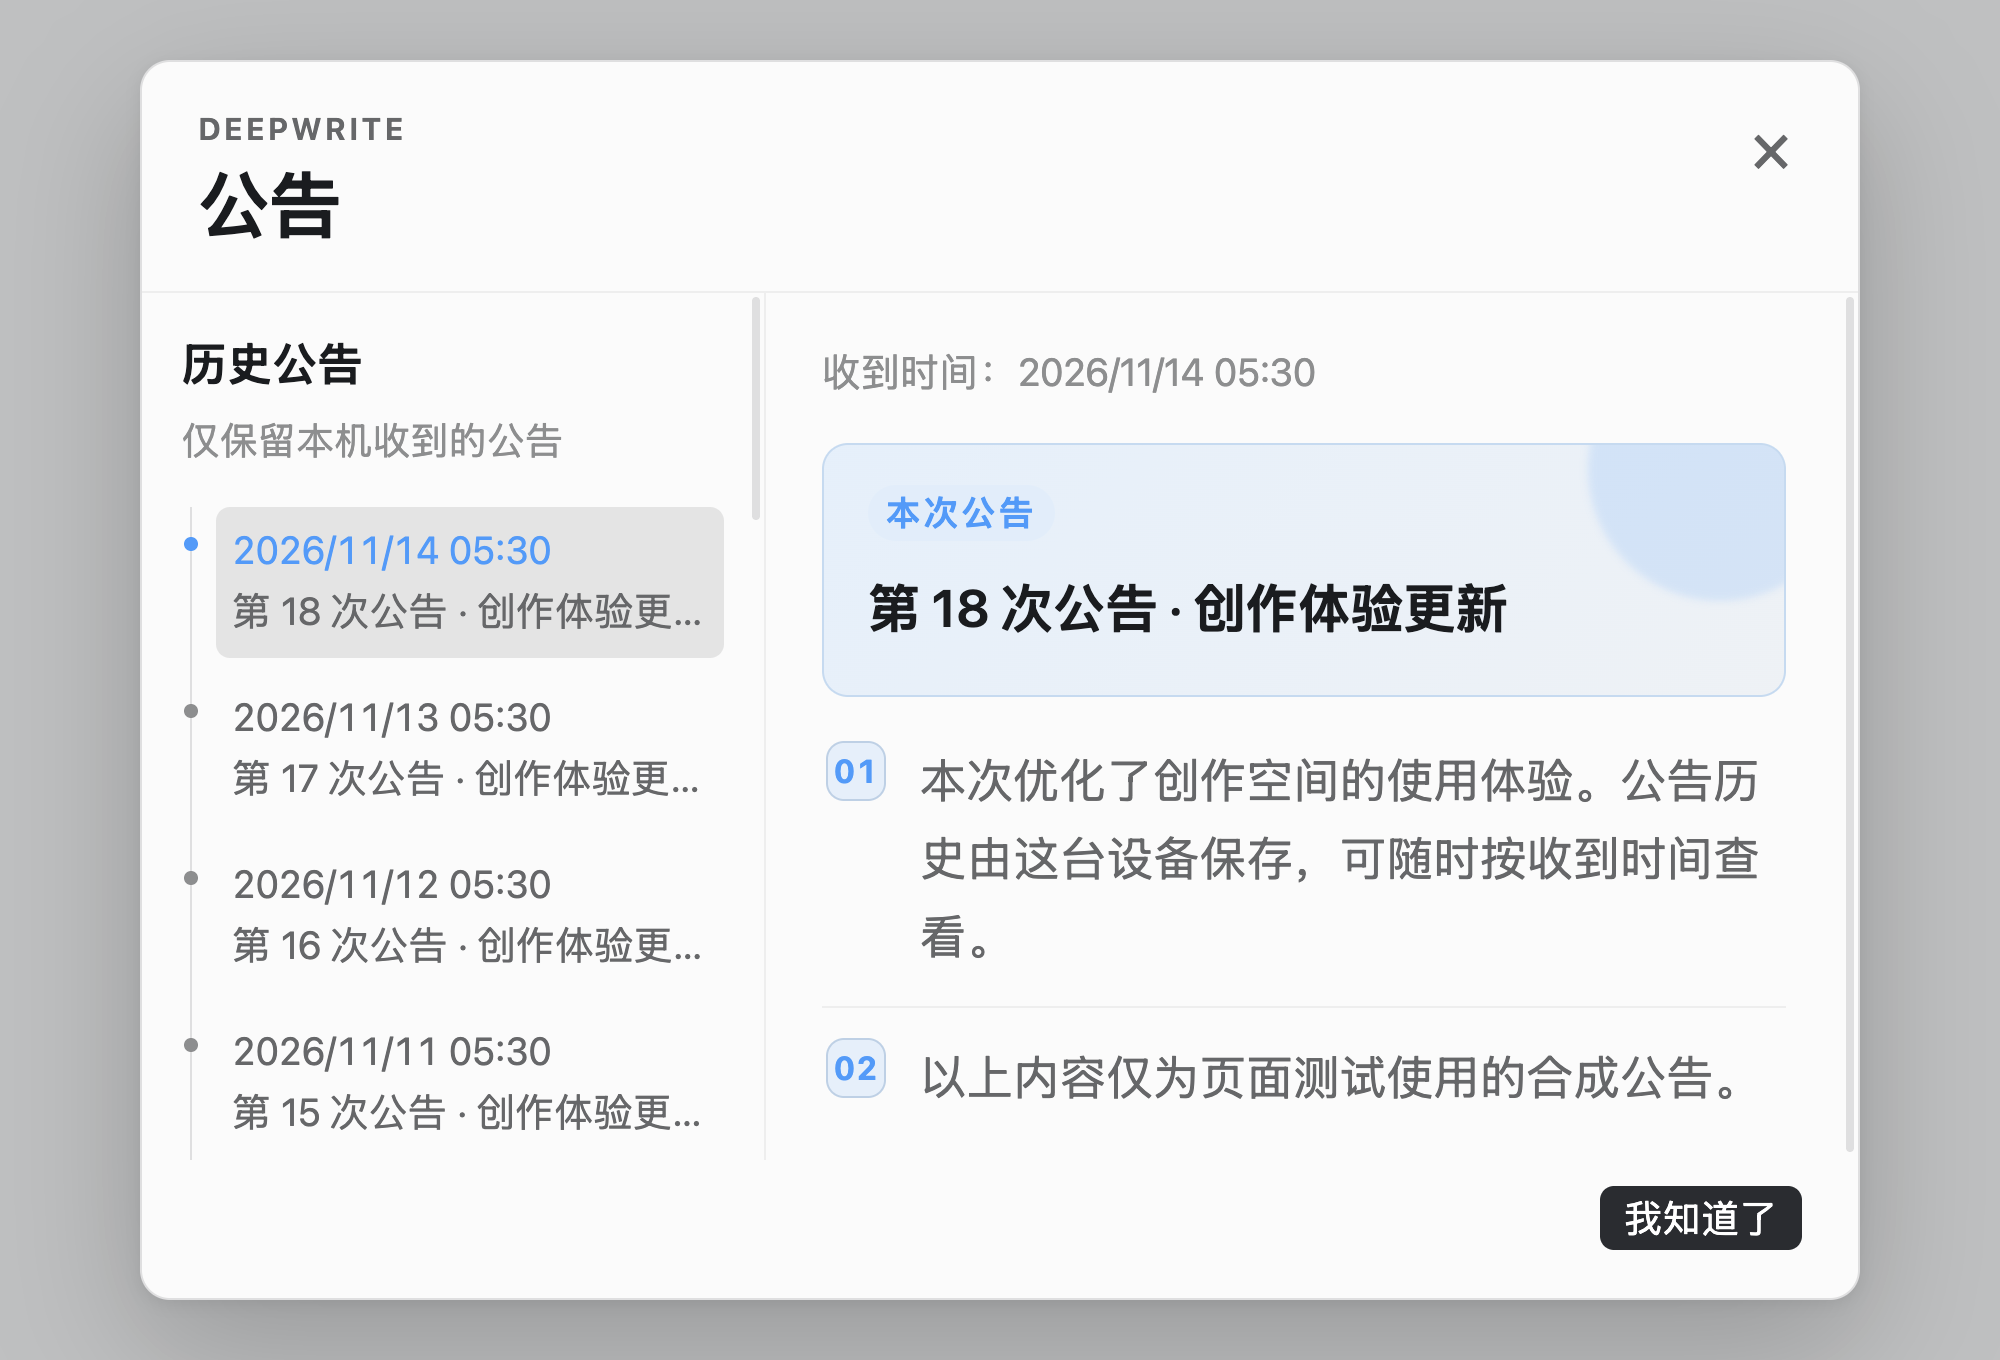 DEEPWRITE
公告
历史公告
仅保留本机收到的公告
2026/11/14 05:30
第 18 次公告 · 创作体验更...
2026/11/13 05:30
第 17 次公告 · 创作体验更...
2026/11/12 05:30
第 16 次公告 · 创作体验更...
2026/11/11 05:30
第 15 次公告 · 创作体验更...
收到时间：2026/11/14 05:30
本次公告
第 18 次公告 · 创作体验更新
01
本次优化了创作空间的使用体验。公告历
史由这台设备保存，可随时按收到时间查
看。
02
以上内容仅为页面测试使用的合成公告。
我知道了